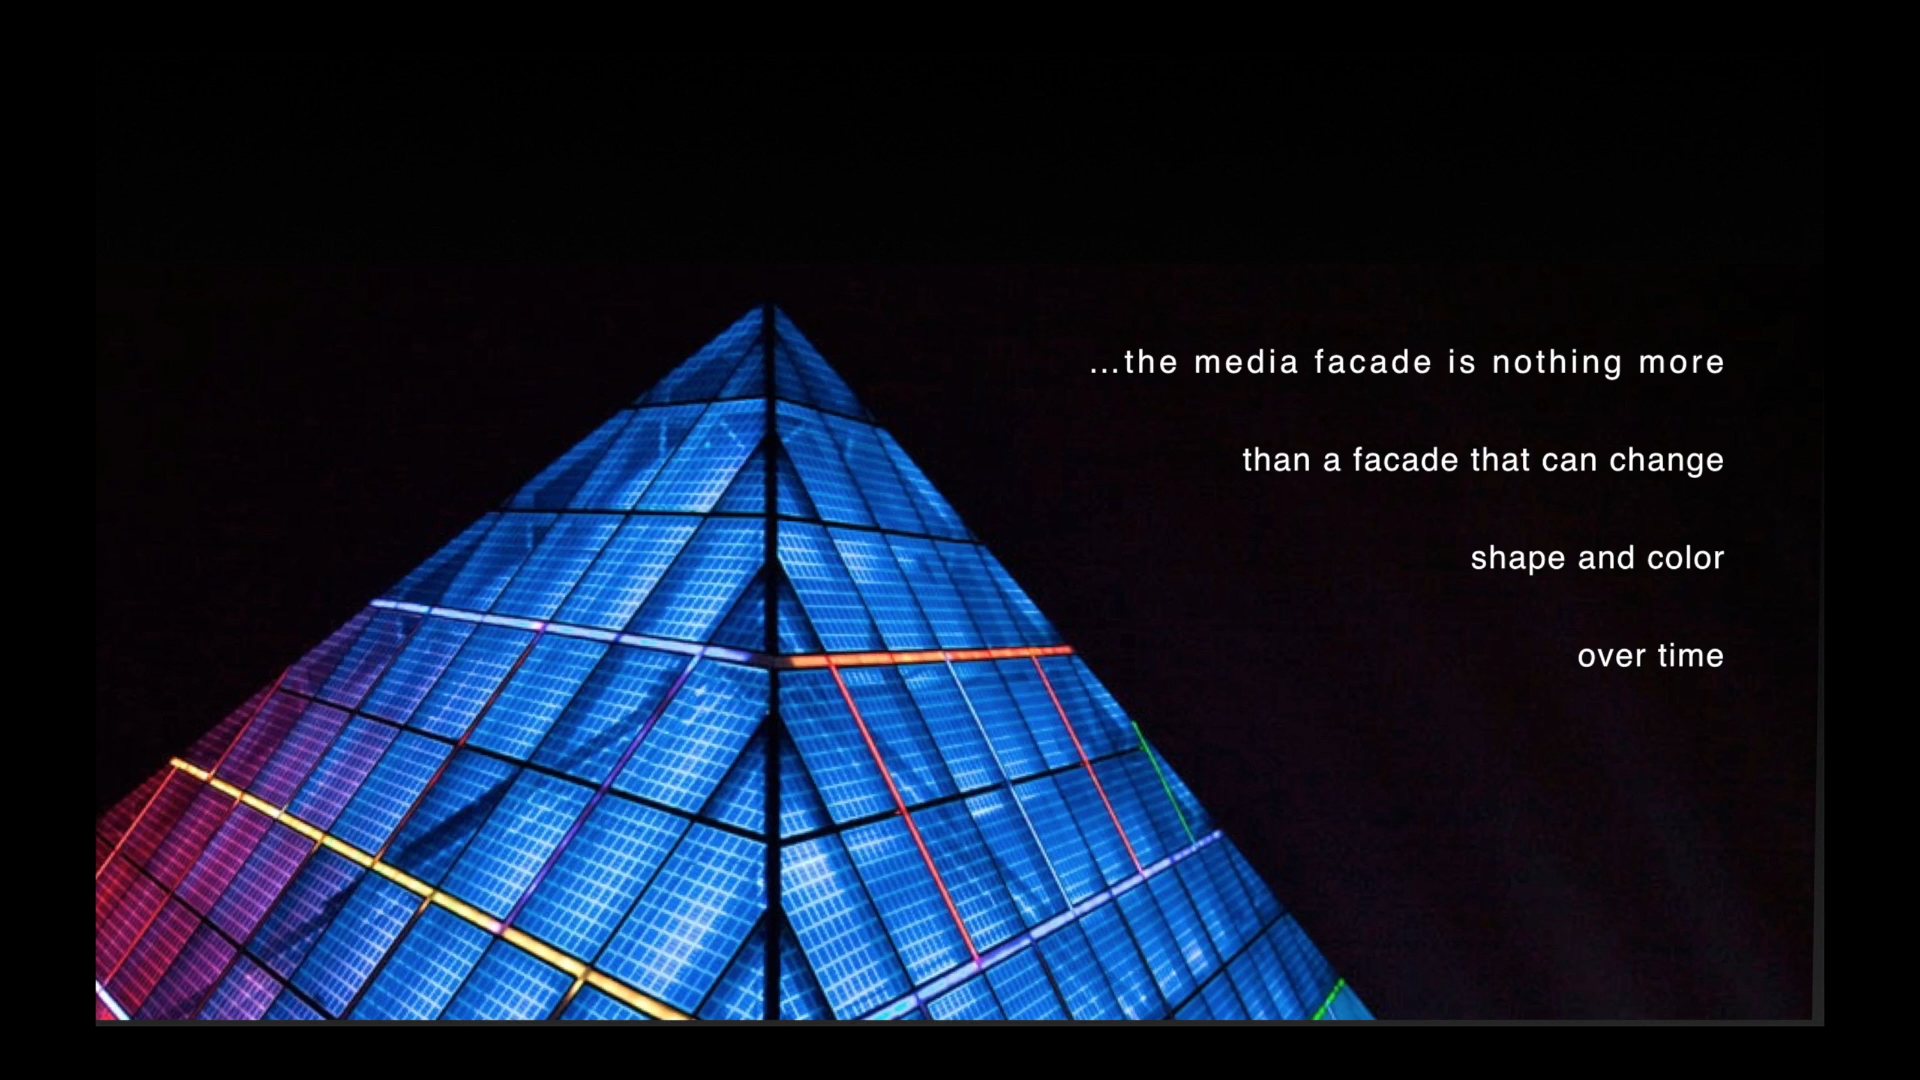 ...the media facade is nothing more
than a facade that can change
shape and color
over time